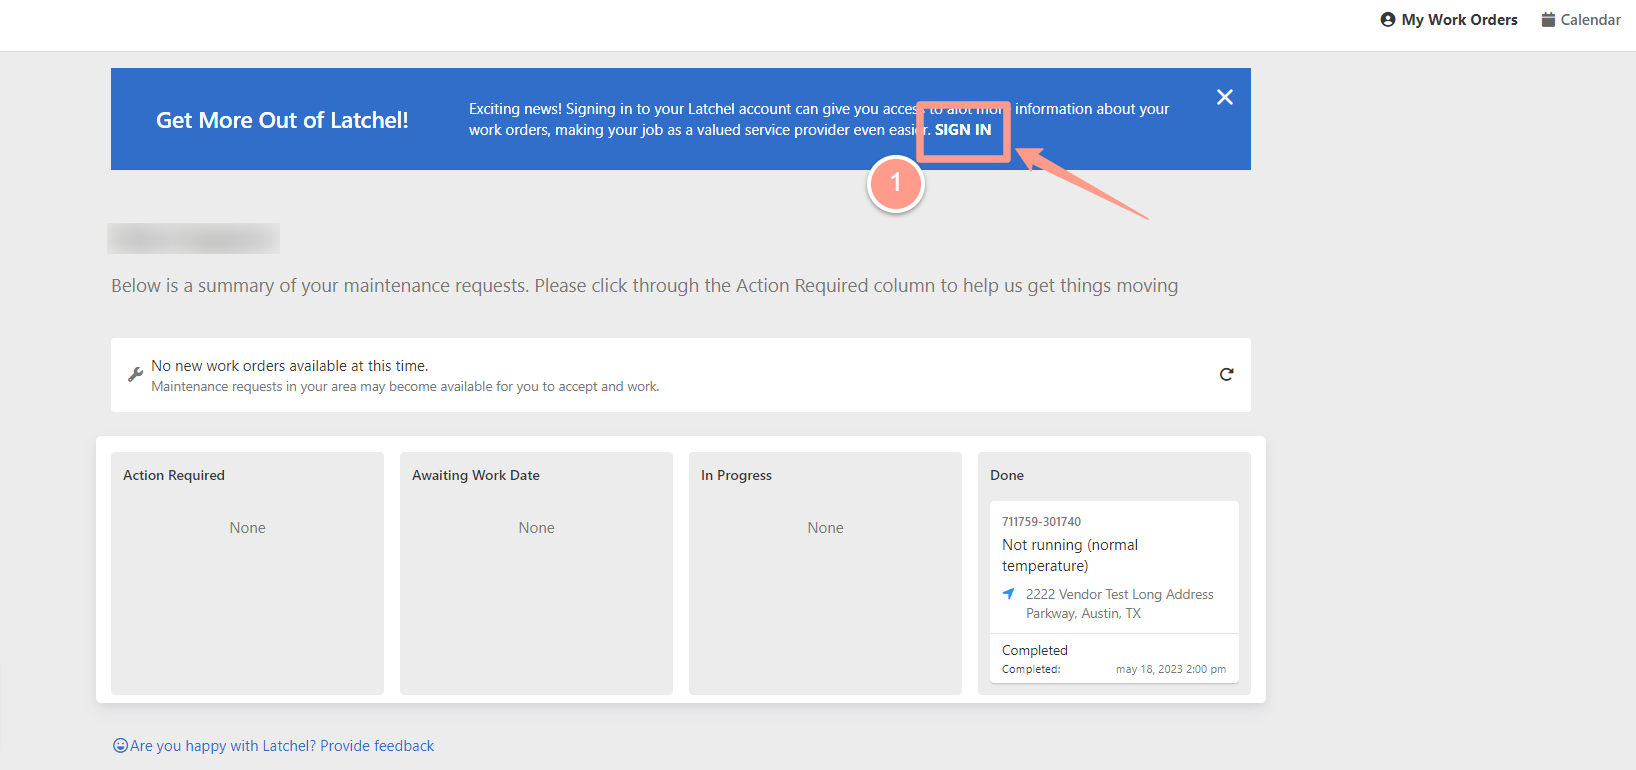 My Work Orders Calendar
Get More Out of Latchel!
Exciting news! Signing in to your Latchel account can give you access to alot more information about your
work orders, making your job as a valued service provider even easier. SIGN IN
1
Below is a summary of your maintenance requests. Please click through the Action Required column to help us get things moving
No new work orders available at this time.
Maintenance requests in your area may become available for you to accept and work.
Action Required
None
Awaiting Work Date
None
In Progress
None
Done
711759-301740
Not running (normal
temperature)
2222 Vendor Test Long Address
Parkway, Austin, TX
Completed
Completed: may 18, 2023 2:00 pm
Are you happy with Latchel? Provide feedback